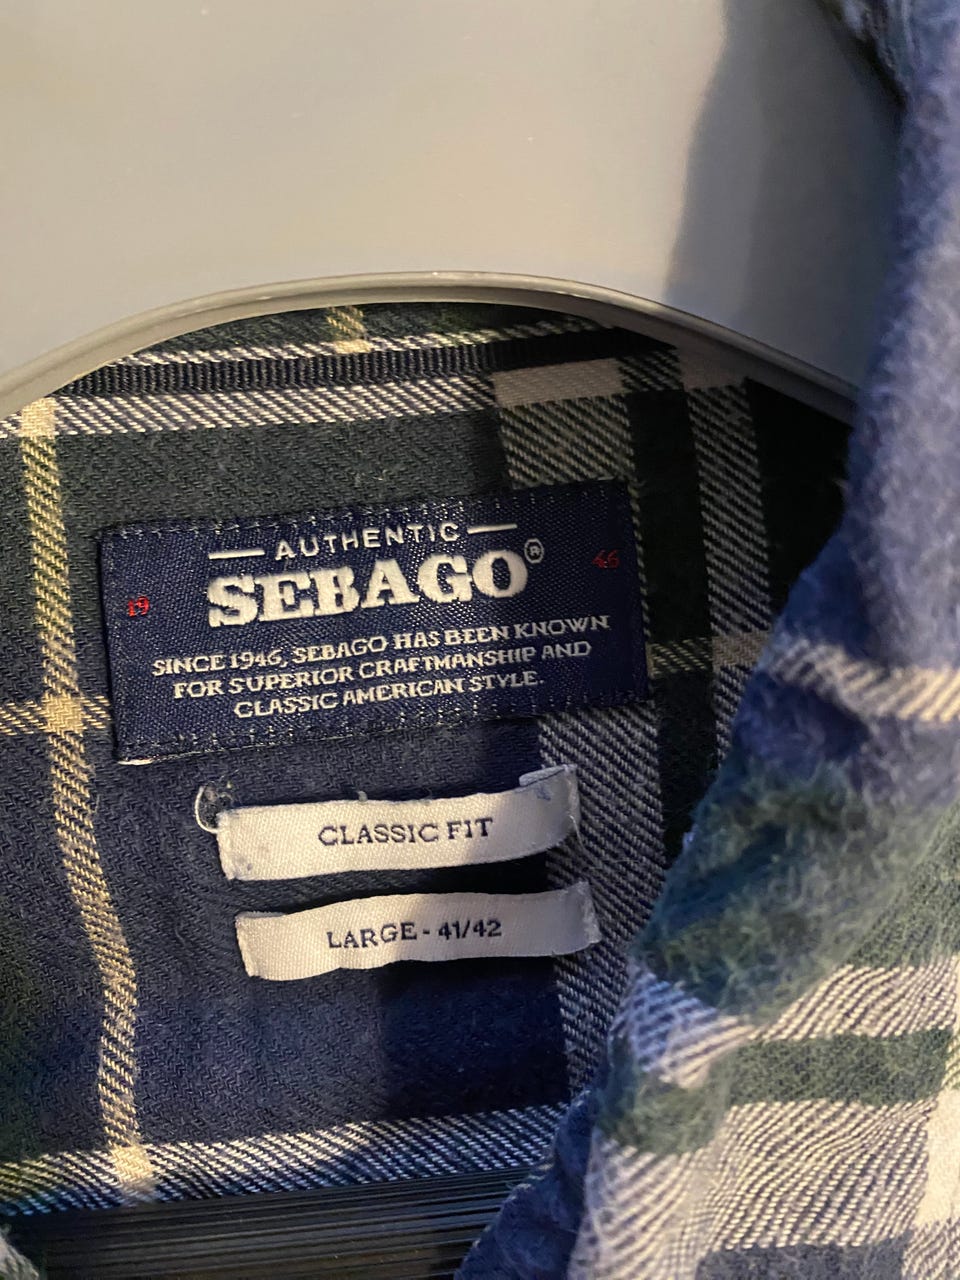 AUTHENTIC
SEBAGO®
19 46
SINCE 1946, SEBAGO HAS BEEN KNOWN
FOR SUPERIOR CRAFTMANSHIP AND
CLASSIC AMERICAN STYLE.
CLASSIC FIT
LARGE - 41/42